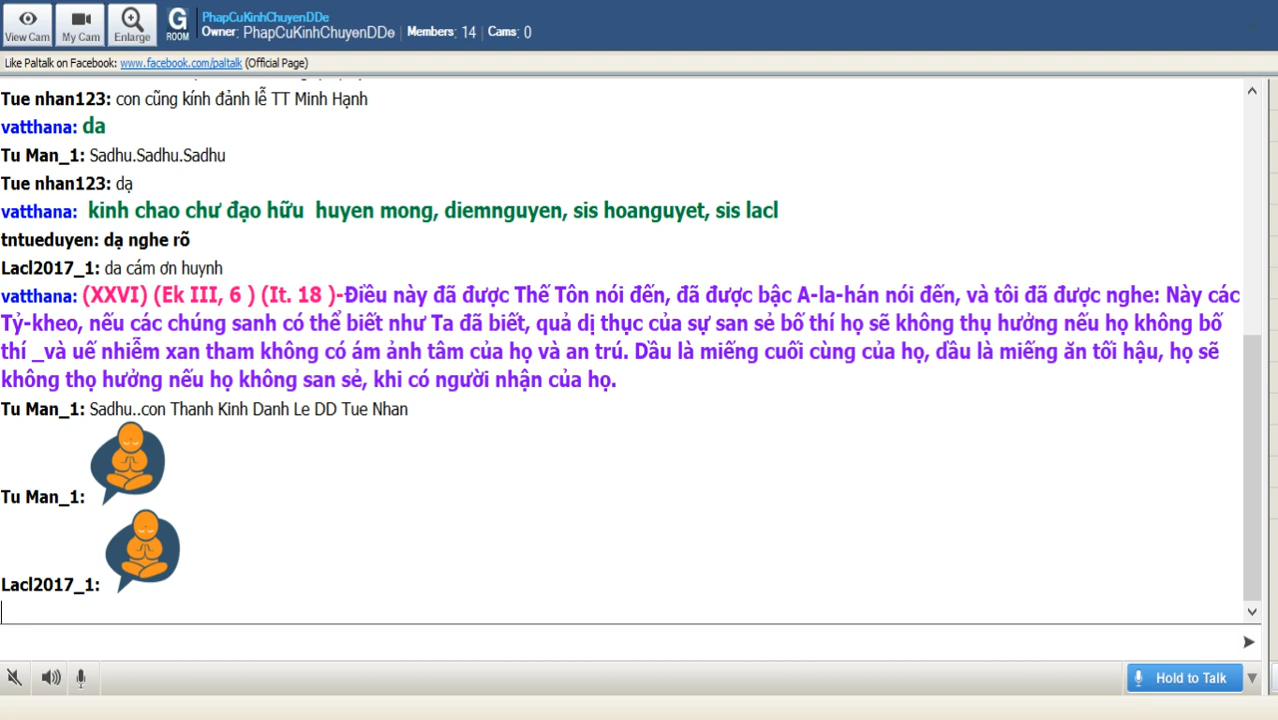 View Cam
My Cam
Enlarge
G
ROOM
PhapCuKinhChuyenDDe
Owner: PhapCuKinhChuyenDDe | Members: 14 | Cams: 0
Like Paltalk on Facebook: www.facebook.com/paltalk (Official Page)
Tue nhan123: con cũng kính đảnh lễ TT Minh Hạnh
vatthana: da
Tu Man_1: Sadhu.Sadhu.Sadhu
Tue nhan123: dạ
vatthana: kinh chao chư đạo hữu huyen mong, diemnguyen, sis hoanguyet, sis lacl
tntueduyen: dạ nghe rõ
Lacl2017_1: da cám ơn huynh
vatthana: (XXVI) (Ek III, 6 ) (It. 18 )-Điều này đã được Thế Tôn nói đến, đã được bậc A-la-hán nói đến, và tôi đã được nghe: Này các
Tỷ-kheo, nếu các chúng sanh có thể biết như Ta đã biết, quả dị thục của sự san sẻ bố thí họ sẽ không thụ hưởng nếu họ không bố
thí _và uế nhiễm xan tham không có ám ảnh tâm của họ và an trú. Dầu là miếng cuối cùng của họ, dầu là miếng ăn tối hậu, họ sẽ
không thọ hưởng nếu họ không san sẻ, khi có người nhận của họ.
Tu Man_1: Sadhu..con Thanh Kinh Danh Le DD Tue Nhan
Tu Man_1:
Lacl2017_1:
Hold to Talk